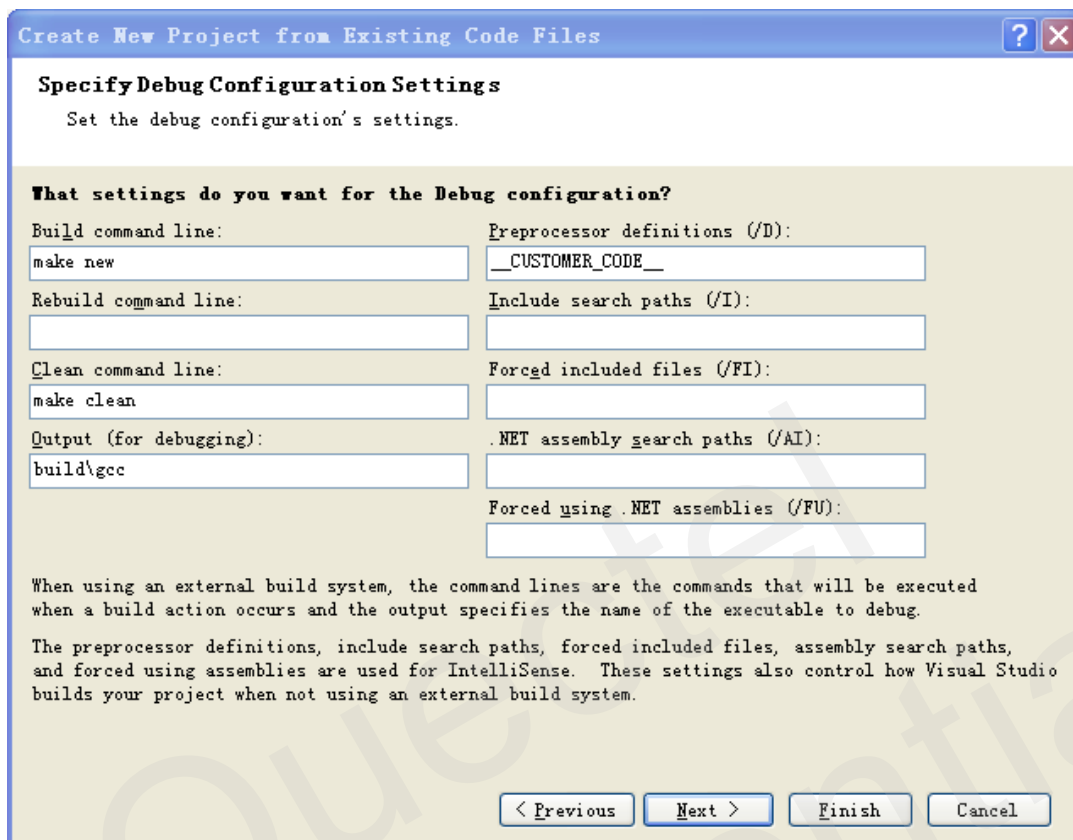 Create New Project from Existing Code Files
Specify Debug Configuration Settings
Set the debug configuration's settings.
What settings do you want for the Debug configuration?
Build command line:
make new
Rebuild command line:
Clean command line:
make clean
Output (for debugging):
build\gcc
Preprocessor definitions (/D):
__CUSTOMER_CODE__
Include search paths (/I):
Forced included files (/FI):
.NET assembly search paths (/AI):
Forced using .NET assemblies (/FU):
When using an external build system, the command lines are the commands that will be executed
when a build action occurs and the output specifies the name of the executable to debug.
The preprocessor definitions, include search paths, forced included files, assembly search paths,
and forced using assemblies are used for IntelliSense.  These settings also control how Visual Studio
builds your project when not using an external build system.
< Previous
Next >
Finish
Cancel
Quectel